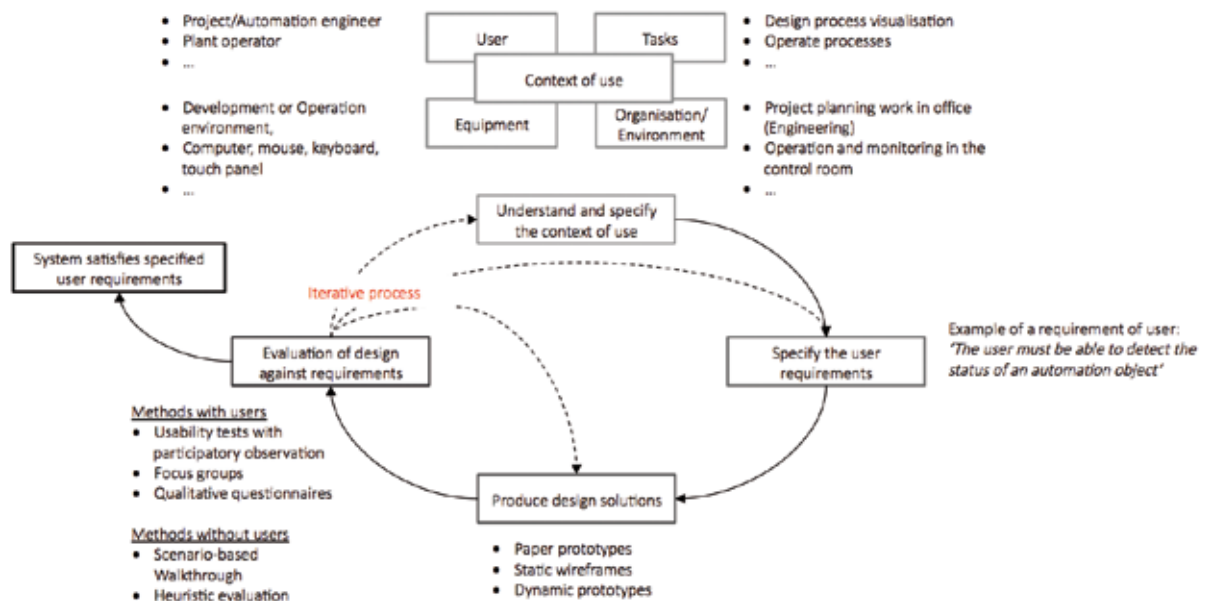 • Project/Automation engineer
• Plant operator
• ...
User
Tasks
Context of use
Equipment
Organisation/
Environment
• Design process visualisation
• Operate processes
• ...
• Development or Operation
environment,
• Computer, mouse, keyboard,
touch panel
• ...
• Project planning work in office
(Engineering)
• Operation and monitoring in the
control room
• ...
Understand and specify
the context of use
System satisfies specified
user requirements
Iterative process
Evaluation of design
against requirements
Specify the user
requirements
Example of a requirement of user:
‘The user must be able to detect the
status of an automation object’
Methods with users
• Usability tests with
participatory observation
• Focus groups
• Qualitative questionnaires
Produce design solutions
Methods without users
• Scenario-based
Walkthrough
• Heuristic evaluation
• Paper prototypes
• Static wireframes
• Dynamic prototypes